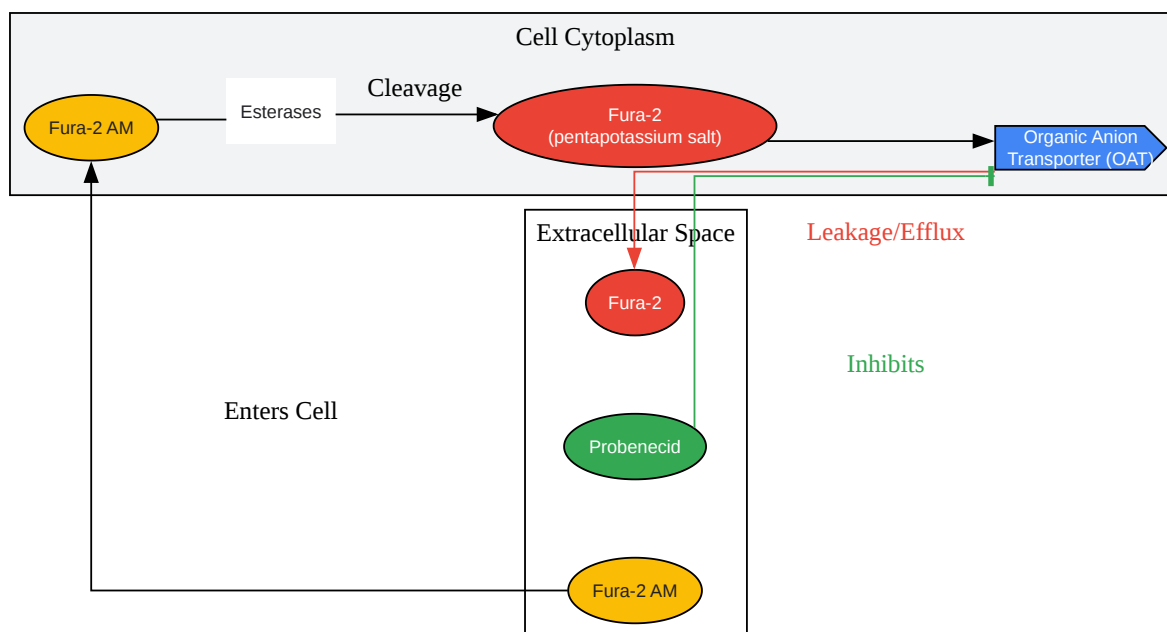 Cell Cytoplasm
Fura-2 AM
Esterases
Cleavage
Fura-2
(pentapotassium salt)
Organic Anion
Transporter (OAT)
Extracellular Space
Leakage/Efflux
Fura-2
Inhibits
Enters Cell
Probenecid
Fura-2 AM